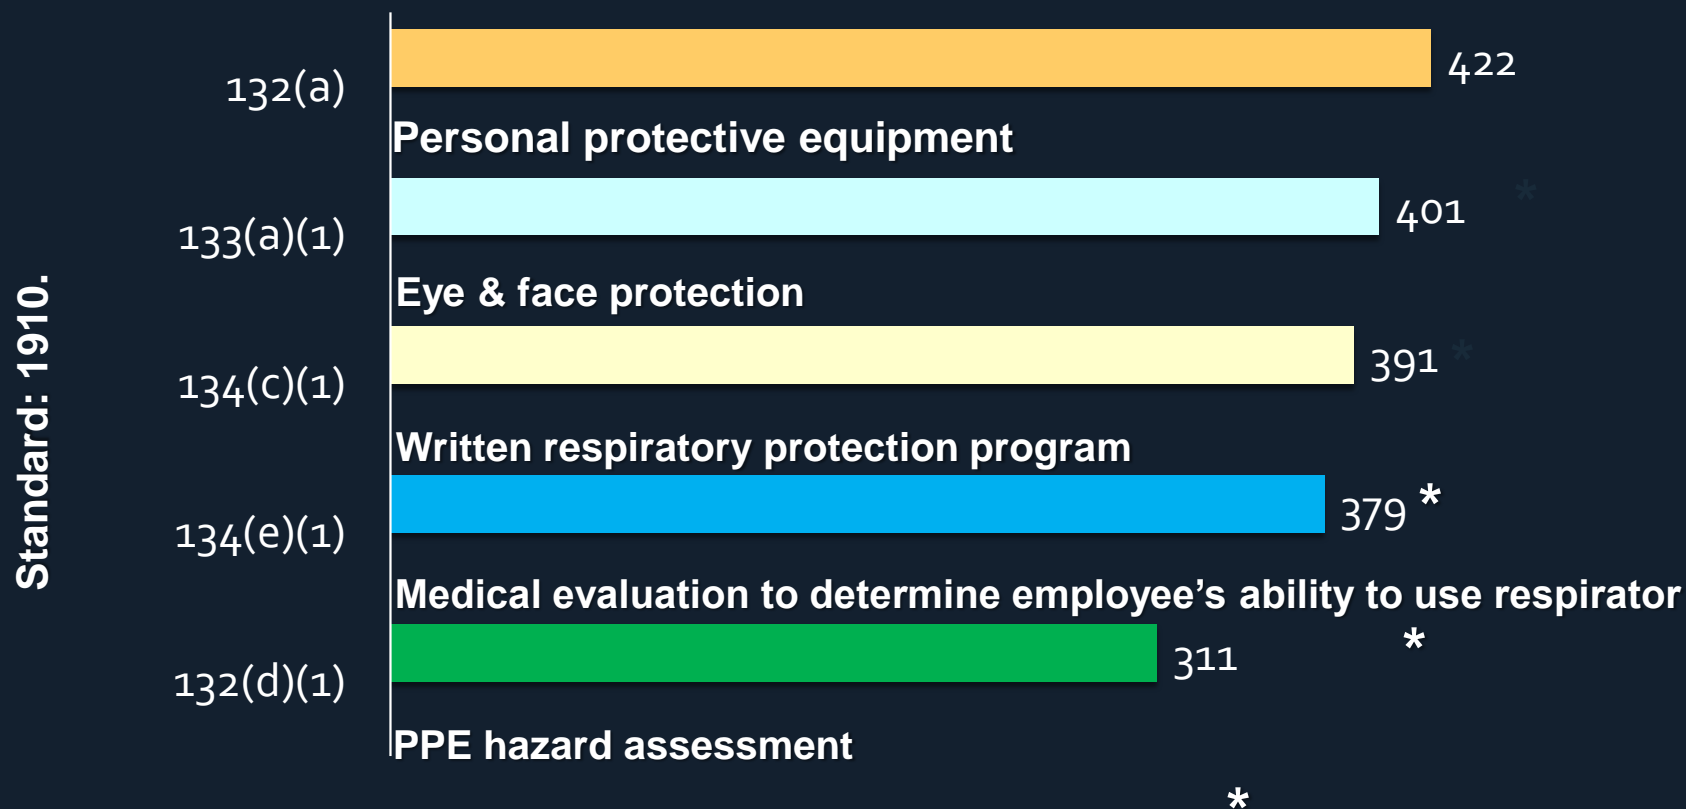 132(a)
422
Personal protective equipment
133(a)(1)
401 *
Eye & face protection
134(c)(1)
391 *
Written respiratory protection program
134(e)(1)
379 *
Medical evaluation to determine employee’s ability to use respirator
*
132(d)(1)
311
PPE hazard assessment
*
Standard: 1910.